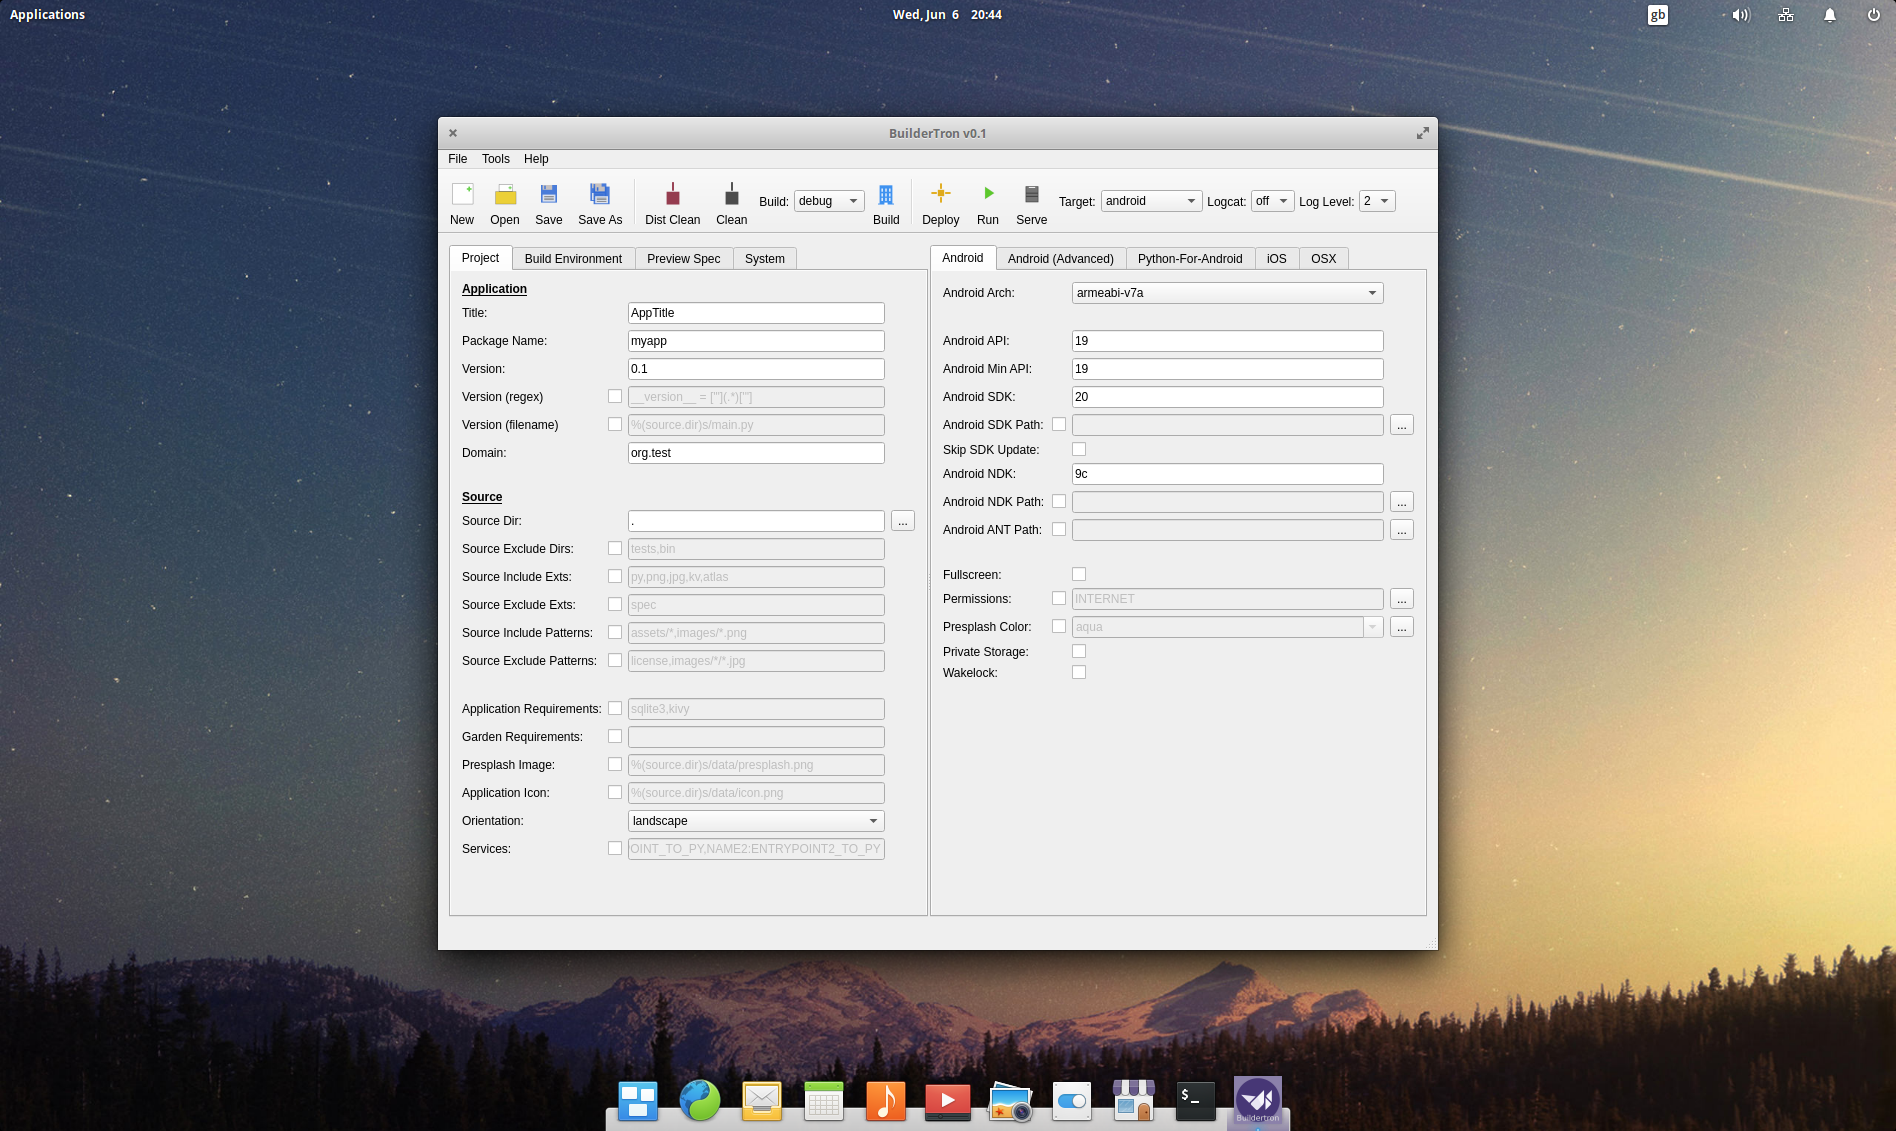 Applications
Wed, Jun 6 20:44
gb
BuilderTron v0.1
File Tools Help
New Open Save Save As Dist Clean Clean Build: debug Build Deploy Run Serve Target: android Logcat: off Log Level: 2
Project Build Environment Preview Spec System
Application
Title: AppTitle
Package Name: myapp
Version: 0.1
Version (regex) __version__ = ['"](.*)['"]
Version (filename) %(source.dir)s/main.py
Domain: org.test
Source
Source Dir: . ...
Source Exclude Dirs: tests,bin
Source Include Exts: py,png,jpg,kv,atlas
Source Exclude Exts: spec
Source Include Patterns: assets/*,images/*.png
Source Exclude Patterns: license,images/*/*.jpg
Application Requirements: sqlite3,kivy
Garden Requirements:
Presplash Image: %(source.dir)s/data/presplash.png
Application Icon: %(source.dir)s/data/icon.png
Orientation: landscape
Services: OINT_TO_PY,NAME2:ENTRYPOINT2_TO_PY
Android Android (Advanced) Python-For-Android iOS OSX
Android Arch: armeabi-v7a
Android API: 19
Android Min API: 19
Android SDK: 20
Android SDK Path: ...
Skip SDK Update:
Android NDK: 9c
Android NDK Path: ...
Android ANT Path: ...
Fullscreen:
Permissions: INTERNET ...
Presplash Color: aqua ...
Private Storage:
Wakelock:
$_
Buildertron